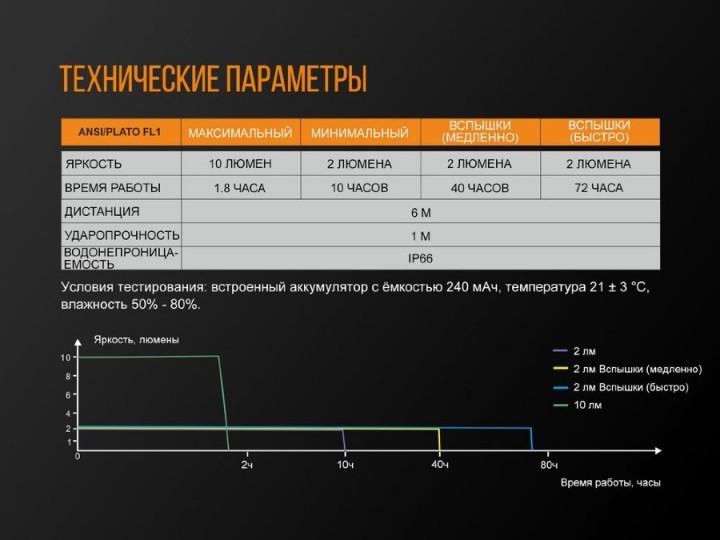 ТЕХНИЧЕСКИЕ ПАРАМЕТРЫ
ANSI/PLATO FL1 МАКСИМАЛЬНЫЙ МИНИМАЛЬНЫЙ ВСПЫШКИ (МЕДЛЕННО) ВСПЫШКИ (БЫСТРО)
ЯРКОСТЬ 10 ЛЮМЕН 2 ЛЮМЕНА 2 ЛЮМЕНА 2 ЛЮМЕНА
ВРЕМЯ РАБОТЫ 1.8 ЧАСА 10 ЧАСОВ 40 ЧАСОВ 72 ЧАСА
ДИСТАНЦИЯ 6 М
УДАРОПРОЧНОСТЬ 1 М
ВОДОНЕПРОНИЦА-
ЕМОСТЬ IP66
Условия тестирования: встроенный аккумулятор с ёмкостью 240 мАч, температура 21 ± 3 °С,
влажность 50% - 80%.
Яркость, люмены
10
8
6
4
2
1
0
2ч 10ч 40ч 80ч
Время работы, часы
2 лм
2 лм Вспышки (медленно)
2 лм Вспышки (быстро)
10 лм